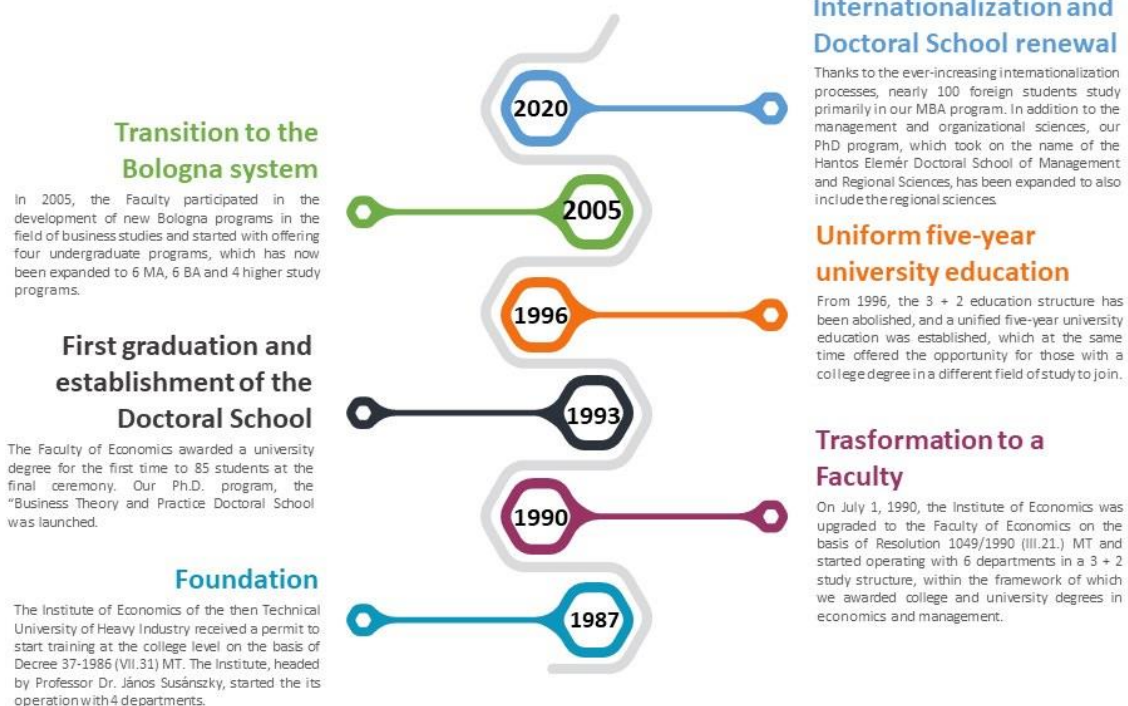 Internationalization and
Doctoral School renewal
Thanks to the ever-increasing internationalization
processes, nearly 100 foreign students study
primarily in our MBA program. In addition to the
management and organizational sciences, our
PhD program, which took on the name of the
Hantos Elemér Doctoral School of Management
and Regional Sciences, has been expanded to also
include the regional sciences.
2020
Transition to the
Bologna system
In 2005, the Faculty participated in the
development of new Bologna programs in the
field of business studies and started with offering
four undergraduate programs, which has now
been expanded to 6 MA, 6 BA and 4 higher study
programs.
2005
Uniform five-year
university education
From 1996, the 3 + 2 education structure has
been abolished, and a unified five-year university
education was established, which at the same
time offered the opportunity for those with a
college degree in a different field of study to join.
1996
First graduation and
establishment of the
Doctoral School
The Faculty of Economics awarded a university
degree for the first time to 85 students at the
final ceremony. Our Ph.D. program, the
"Business Theory and Practice Doctoral School
was launched.
1993
Trasformation to a
Faculty
On July 1, 1990, the Institute of Economics was
upgraded to the Faculty of Economics on the
basis of Resolution 1049/1990 (III.21.) MT and
started operating with 6 departments in a 3 + 2
study structure, within the framework of which
we awarded college and university degrees in
economics and management.
1990
Foundation
The Institute of Economics of the then Technical
University of Heavy Industry received a permit to
start training at the college level on the basis of
Decree 37-1986 (VII.31) MT. The Institute, headed
by Professor Dr. János Susánszky, started the its
operation with 4 departments.
1987